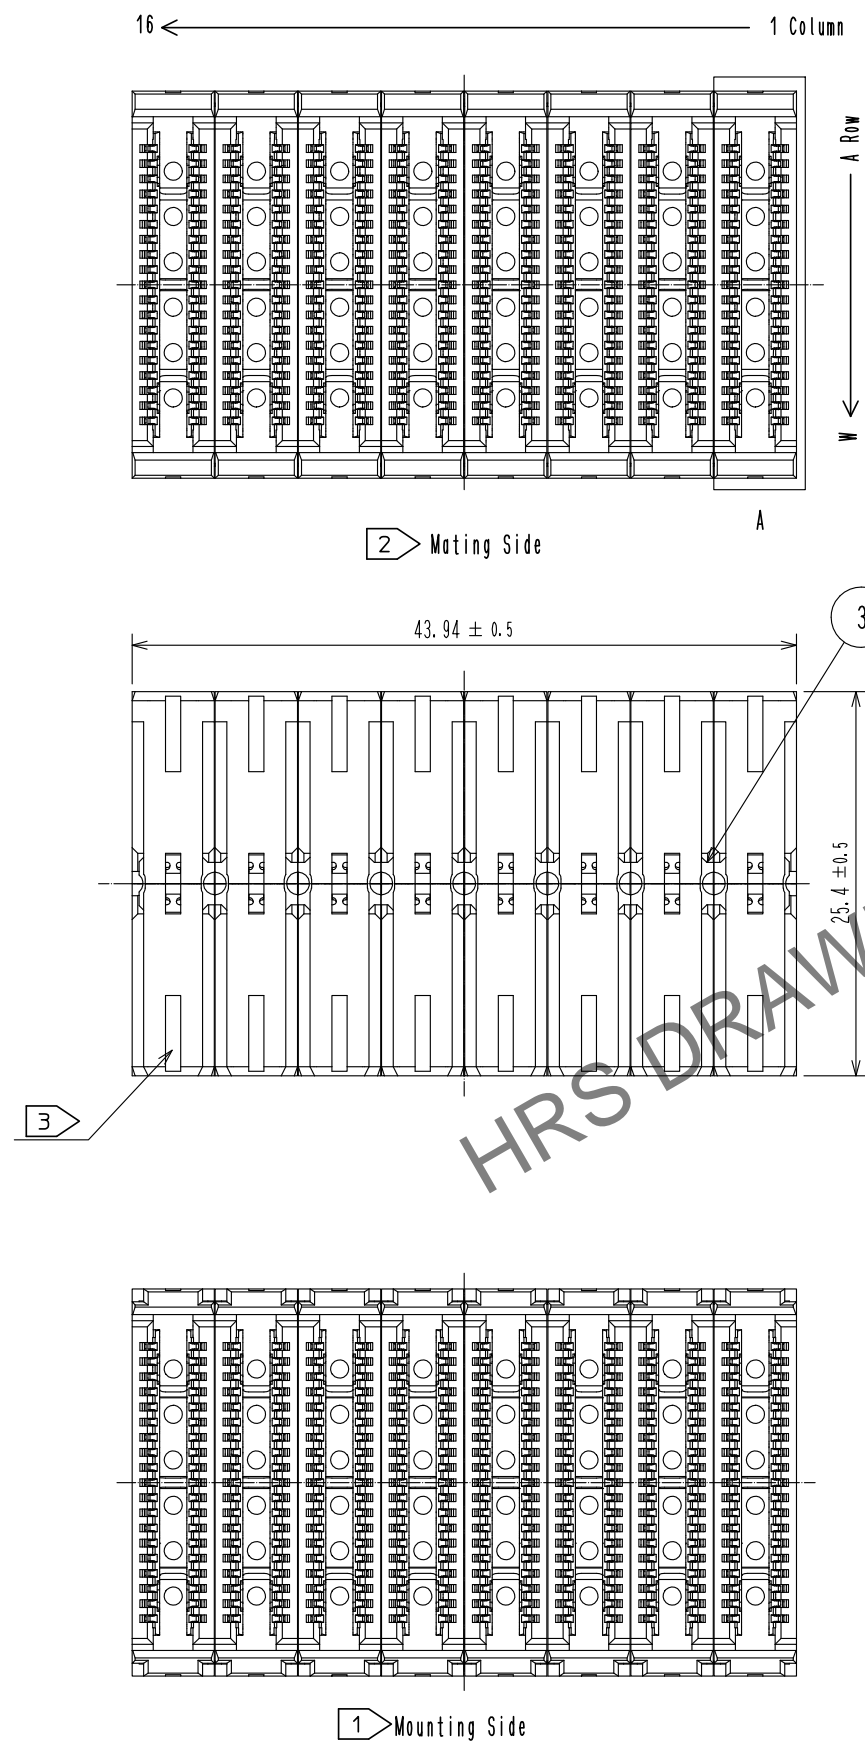 16 1 Column
A Row
W
A
2 Mating Side
3
43.94 ± 0.5
25.4 ±0.5
HRS DRAW
3
1 Mounting Side